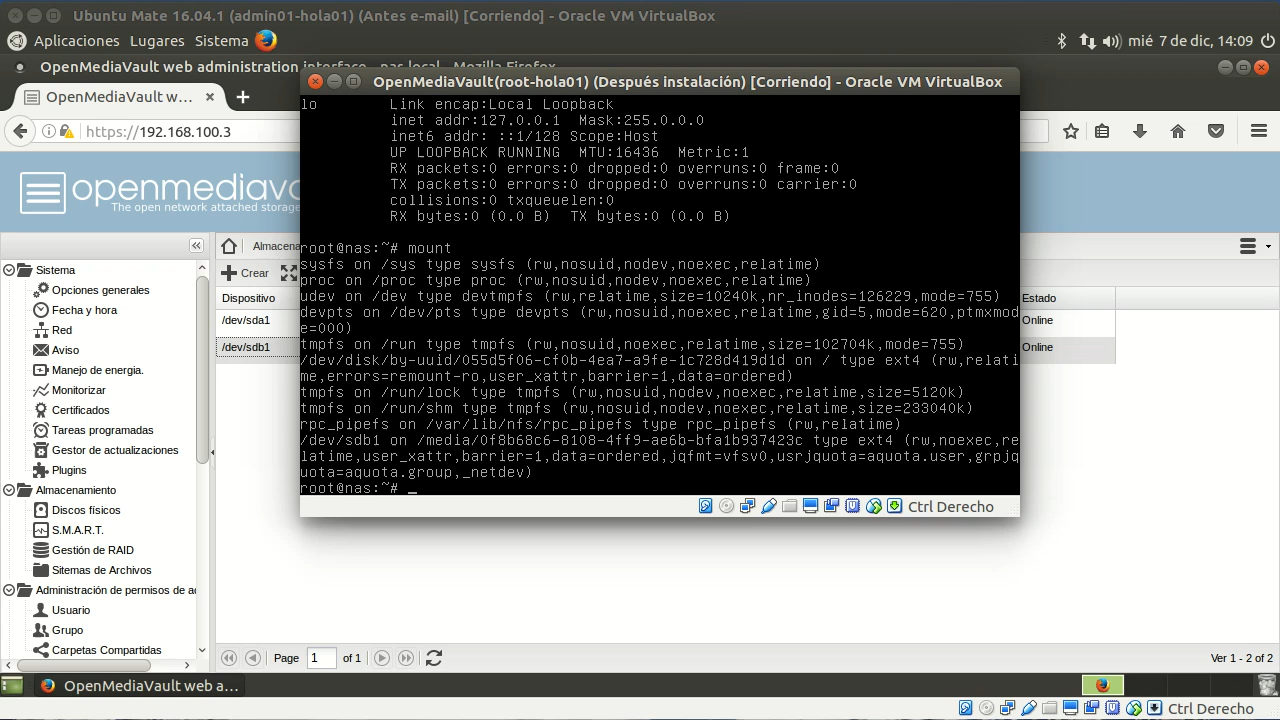 Ubuntu Mate 16.04.1 (admin01-hola01) (Antes e-mail) [Corriendo] - Oracle VM VirtualBox
Aplicaciones Lugares Sistema
mié 7 de dic, 14:09
OpenMediaVault web administration interface - nas.local - Mozilla Firefox
OpenMediaVault(root-hola01) (Después instalación) [Corriendo] - Oracle VM VirtualBox
OpenMediaVault w…
https://192.168.100.3
openmediava
The open network attached storage
lo Link encap:Local Loopback
inet addr:127.0.0.1 Mask:255.0.0.0
inet6 addr: ::1/128 Scope:Host
UP LOOPBACK RUNNING MTU:16436 Metric:1
RX packets:0 errors:0 dropped:0 overruns:0 frame:0
TX packets:0 errors:0 dropped:0 overruns:0 carrier:0
collisions:0 txqueuelen:0
RX bytes:0 (0.0 B) TX bytes:0 (0.0 B)
root@nas:~# mount
sysfs on /sys type sysfs (rw,nosuid,nodev,noexec,relatime)
proc on /proc type proc (rw,nosuid,nodev,noexec,relatime)
udev on /dev type devtmpfs (rw,relatime,size=10240k,nr_inodes=126229,mode=755)
devpts on /dev/pts type devpts (rw,nosuid,noexec,relatime,gid=5,mode=620,ptmxmod
e=000)
tmpfs on /run type tmpfs (rw,nosuid,noexec,relatime,size=102704k,mode=755)
/dev/disk/by-uuid/055d5f06-cf0b-4ea7-a9fe-1c728d419d1d on / type ext4 (rw,relati
me,errors=remount-ro,user_xattr,barrier=1,data=ordered)
tmpfs on /run/lock type tmpfs (rw,nosuid,nodev,noexec,relatime,size=5120k)
tmpfs on /run/shm type tmpfs (rw,nosuid,nodev,noexec,relatime,size=233040k)
rpc_pipefs on /var/lib/nfs/rpc_pipefs type rpc_pipefs (rw,relatime)
/dev/sdb1 on /media/0f8b68c6-8108-4ff9-ae6b-bfa1b937423c type ext4 (rw,noexec,re
latime,user_xattr,barrier=1,data=ordered,jqfmt=vfsv0,usrjquota=aquota.user,grpjq
uota=aquota.group,_netdev)
root@nas:~# _
Ctrl Derecho
Sistema
Opciones generales
Fecha y hora
Red
Aviso
Manejo de energia.
Monitorizar
Certificados
Tareas programadas
Gestor de actualizaciones
Plugins
Almacenamiento
Discos físicos
S.M.A.R.T.
Gestión de RAID
Sitemas de Archivos
Administración de permisos de ac
Usuario
Grupo
Carpetas Compartidas
Almacena
Crear
Dispositivo
Estado
/dev/sda1
Online
/dev/sdb1
Online
Page 1 of 1
Ver 1 - 2 of 2
OpenMediaVault web a…
Ctrl Derecho